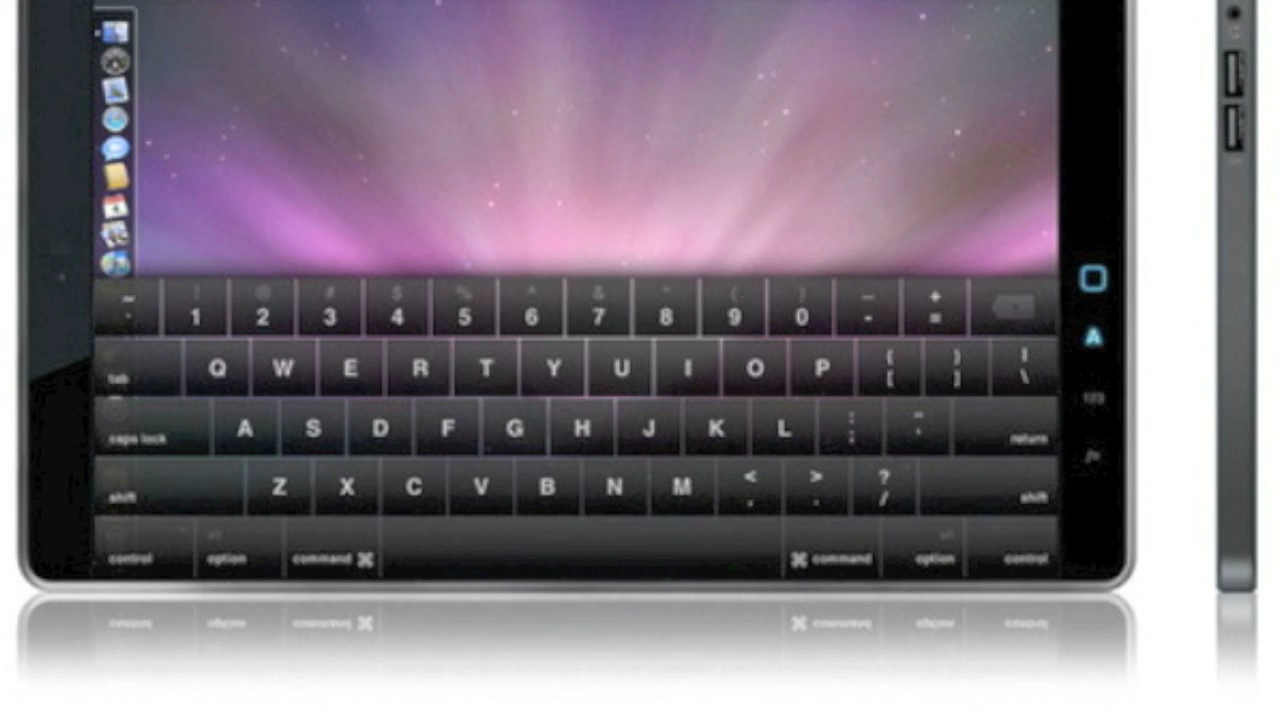 ~ ! @ # $ % ^ & * ( ) — +
` 1 2 3 4 5 6 7 8 9 0 - =
tab Q W E R T Y U I O P { } |
[ ] \
caps lock A S D F G H J K L : " return
; '
shift Z X C V B N M < > ? shift
, . /
control option command ⌘ ⌘ command option control
A
123